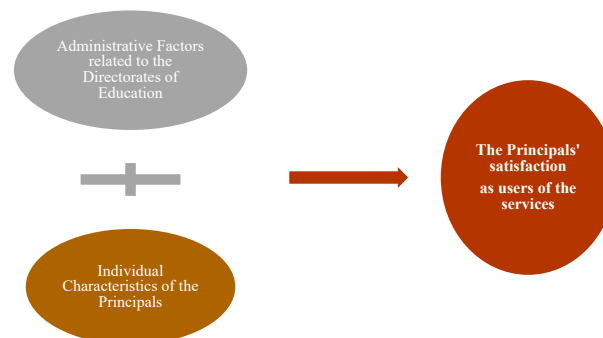 Administrative Factors
related to the
Directorates of
Education
The Principals'
satisfaction
as users of the
services
Individual
Characteristics of the
Principals